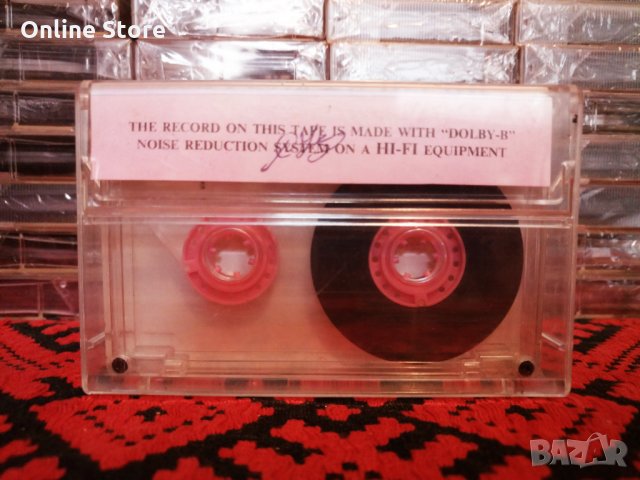 Online Store
THE RECORD ON THIS TAPE IS MADE WITH "DOLBY-B"
NOISE REDUCTION SYSTEM ON A HI-FI EQUIPMENT
BAZAR